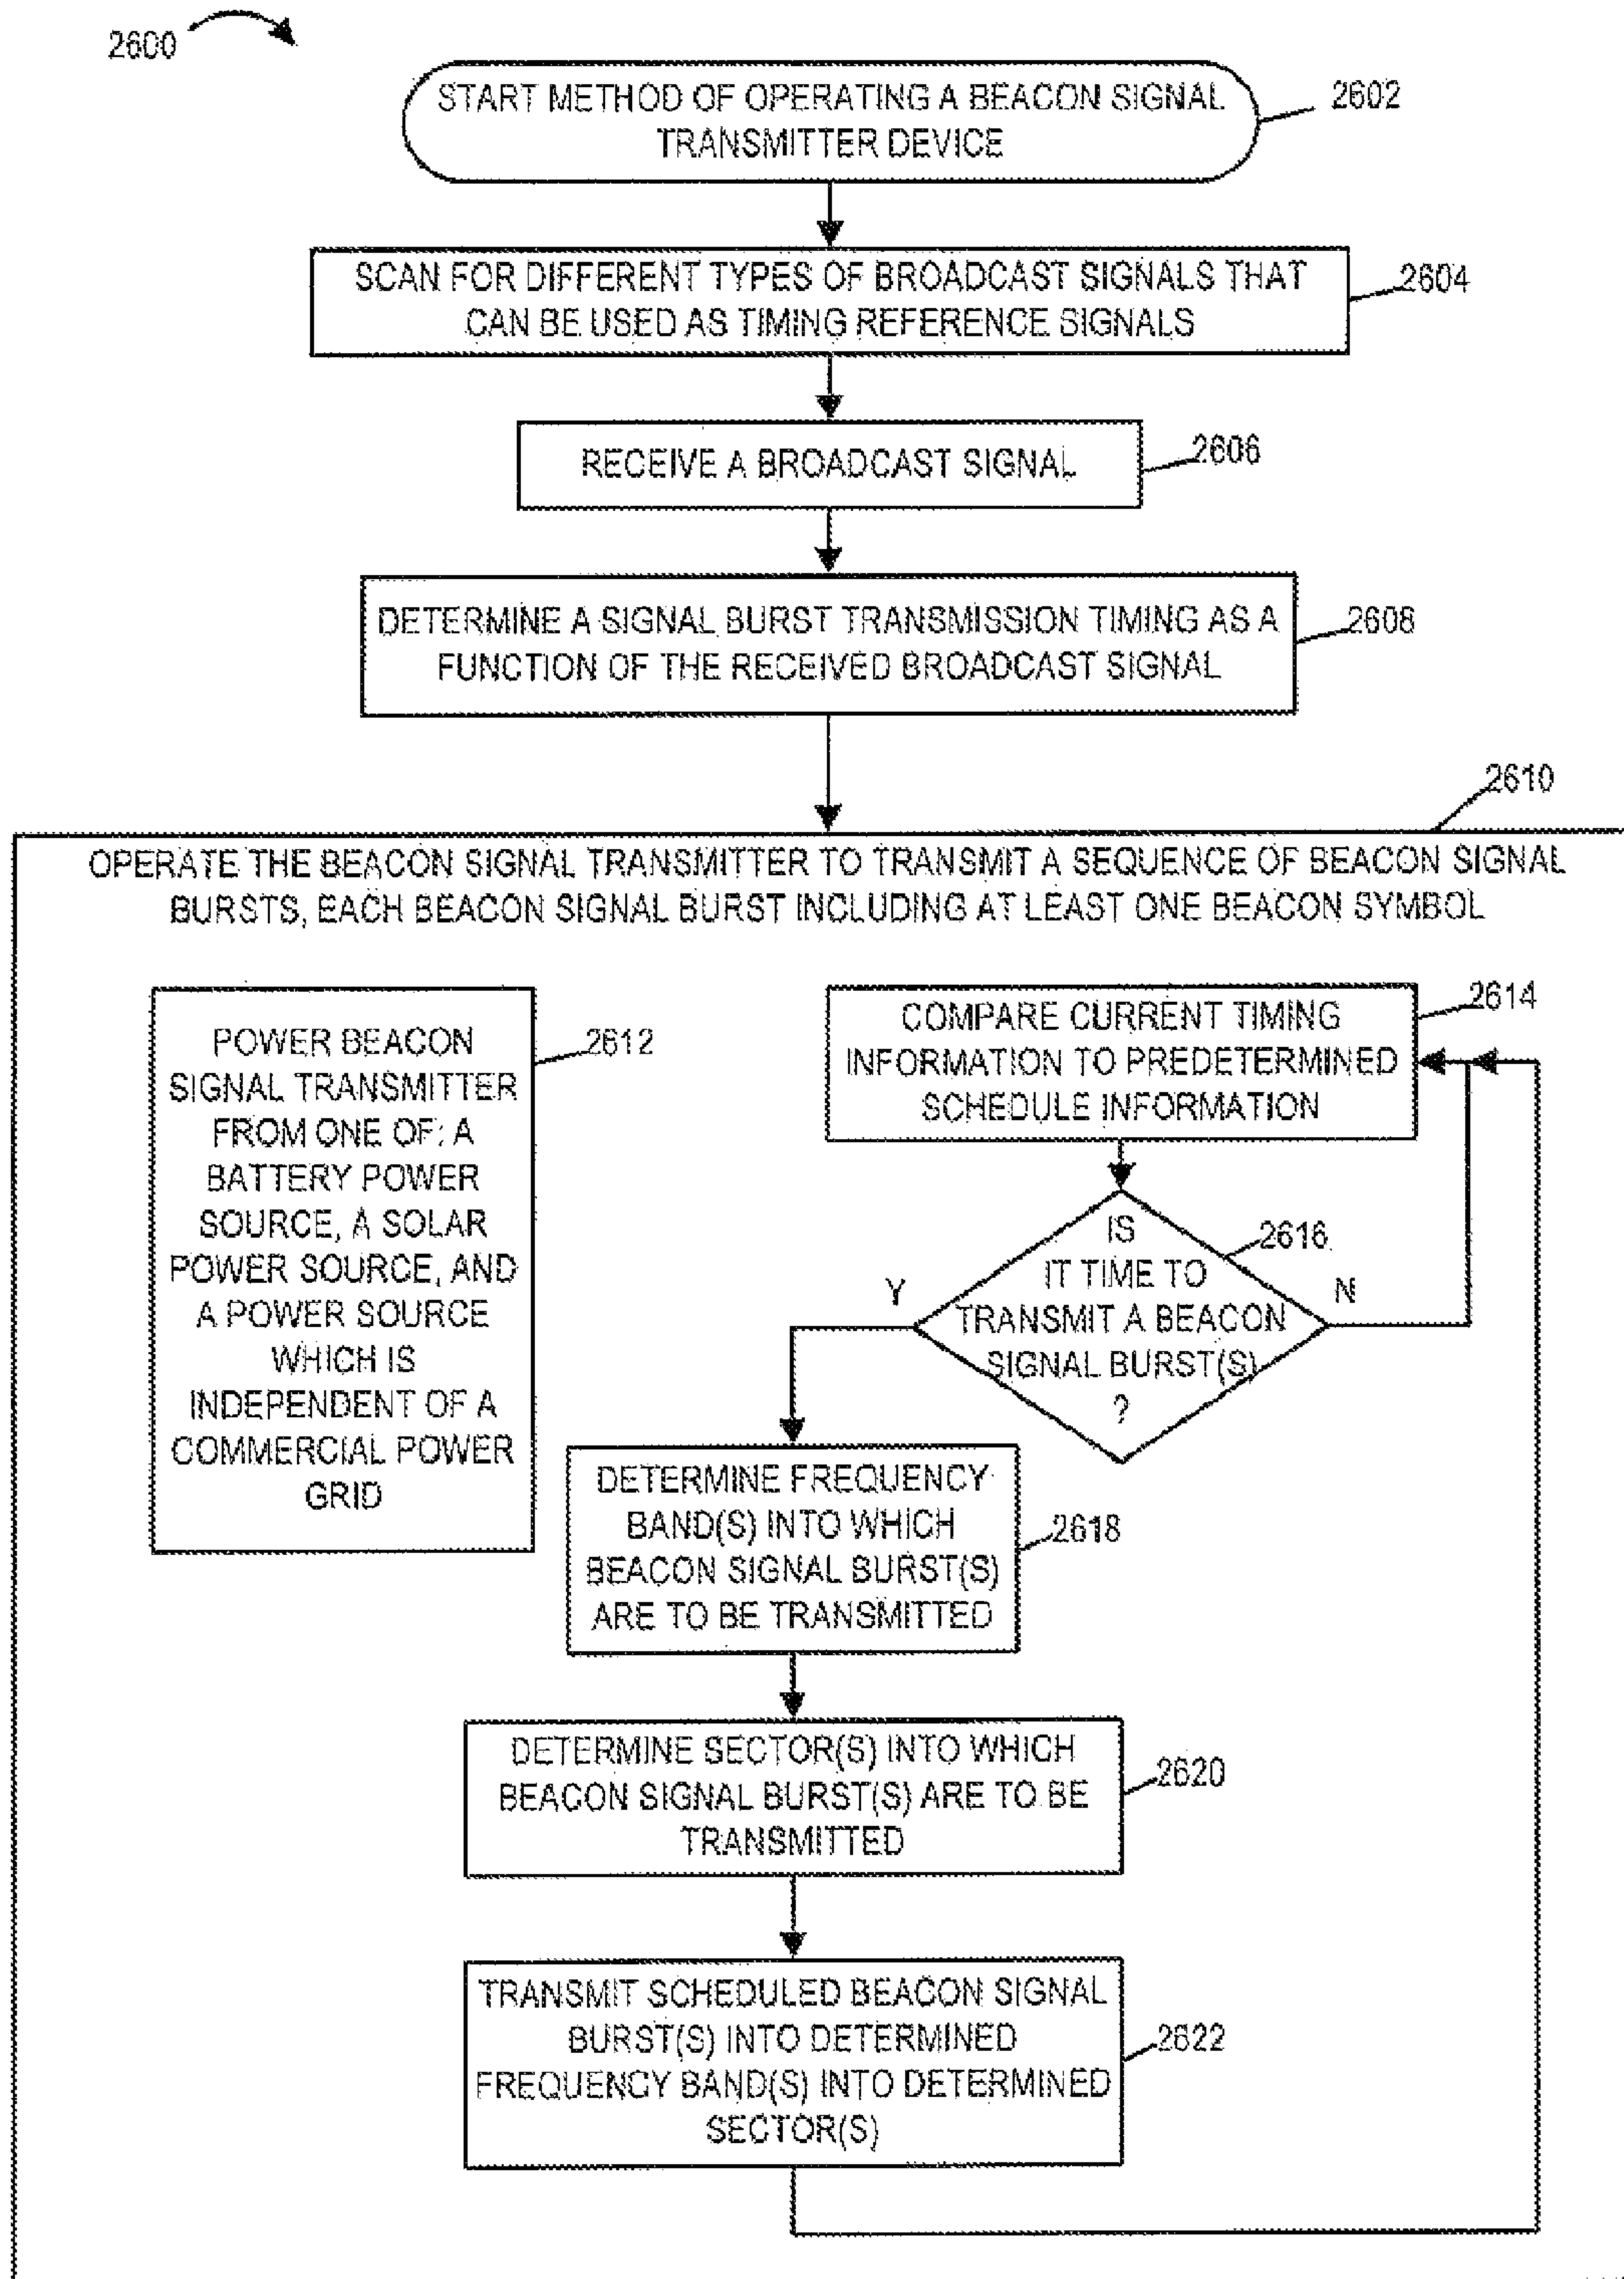 2600
START METHOD OF OPERATING A BEACON SIGNAL
TRANSMITTER DEVICE
2602
SCAN FOR DIFFERENT TYPES OF BROADCAST SIGNALS THAT
CAN BE USED AS TIMING REFERENCE SIGNALS
2604
RECEIVE A BROADCAST SIGNAL
2606
DETERMINE A SIGNAL BURST TRANSMISSION TIMING AS A
FUNCTION OF THE RECEIVED BROADCAST SIGNAL
2608
2610
OPERATE THE BEACON SIGNAL TRANSMITTER TO TRANSMIT A SEQUENCE OF BEACON SIGNAL
BURSTS, EACH BEACON SIGNAL BURST INCLUDING AT LEAST ONE BEACON SYMBOL
POWER BEACON
SIGNAL TRANSMITTER
FROM ONE OF: A
BATTERY POWER
SOURCE, A SOLAR
POWER SOURCE, AND
A POWER SOURCE
WHICH IS
INDEPENDENT OF A
COMMERCIAL POWER
GRID
2612
COMPARE CURRENT TIMING
INFORMATION TO PREDETERMINED
SCHEDULE INFORMATION
2614
IS
IT TIME TO
TRANSMIT A BEACON
SIGNAL BURST(S)
?
2616
Y
N
DETERMINE FREQUENCY
BAND(S) INTO WHICH
BEACON SIGNAL BURST(S)
ARE TO BE TRANSMITTED
2618
DETERMINE SECTOR(S) INTO WHICH
BEACON SIGNAL BURST(S) ARE TO BE
TRANSMITTED
2620
TRANSMIT SCHEDULED BEACON SIGNAL
BURST(S) INTO DETERMINED
FREQUENCY BAND(S) INTO DETERMINED
SECTOR(S)
2622